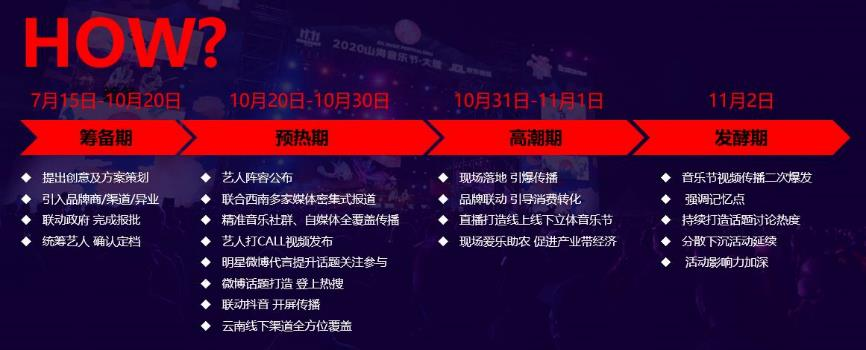 HOW?
11.11
2020山海音乐节·大理
7月15日-10月20日
10月20日-10月30日
10月31日-11月1日
11月2日
筹备期
预热期
高潮期
发酵期
提出创意及方案策划
引入品牌商/渠道/异业
联动政府 完成报批
统筹艺人 确认定档
艺人阵容公布
联合西南多家媒体密集式报道
精准音乐社群、自媒体全覆盖传播
艺人打CALL视频发布
明星微博代言提升话题关注参与
微博话题打造 登上热搜
联动抖音 开屏传播
云南线下渠道全方位覆盖
现场落地 引爆传播
品牌联动 引导消费转化
直播打造线上线下立体音乐节
现场爱乐助农 促进产业带经济
音乐节视频传播二次爆发
强调记忆点
持续打造话题讨论热度
分散下沉活动延续
活动影响力加深